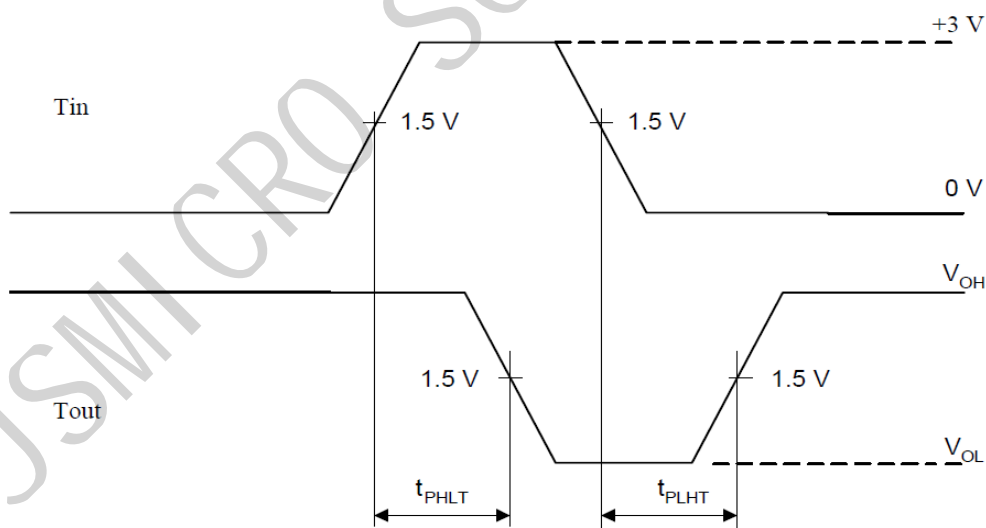 +3 V
Tin
1.5 V
1.5 V
0 V
VOH
1.5 V
1.5 V
Tout
VOL
tPHLT
tPLHT